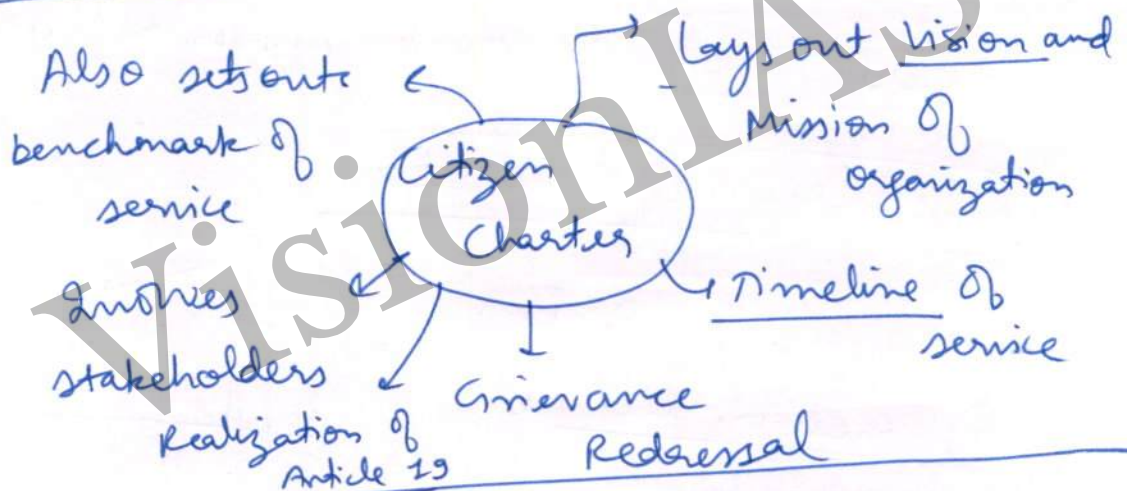 Lays out Vision and
Mission of
organization
Timeline of
service
Grievance
Redressal
Realization of
Article 19
Involves
stakeholders
Also sets out
benchmark of
service
Citizen
Charter
VisionIAS